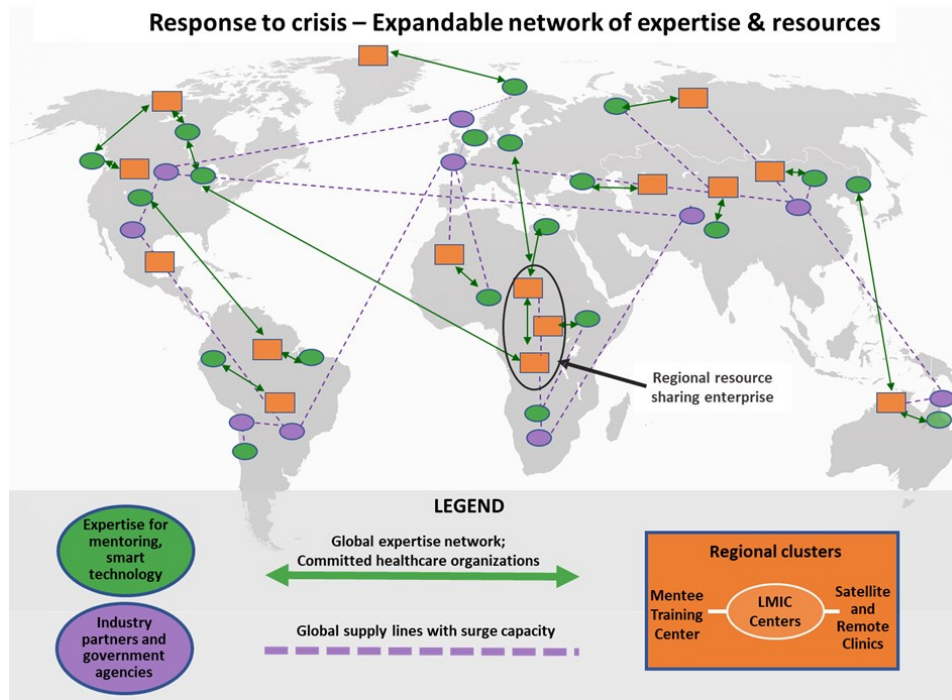 Response to crisis – Expandable network of expertise & resources
Regional resource
sharing enterprise
LEGEND
Expertise for
mentoring,
smart
technology
Global expertise network;
Committed healthcare organizations
Industry
partners and
government
agencies
Global supply lines with surge capacity
Regional clusters
Mentee
Training
Center
LMIC
Centers
Satellite
and
Remote
Clinics